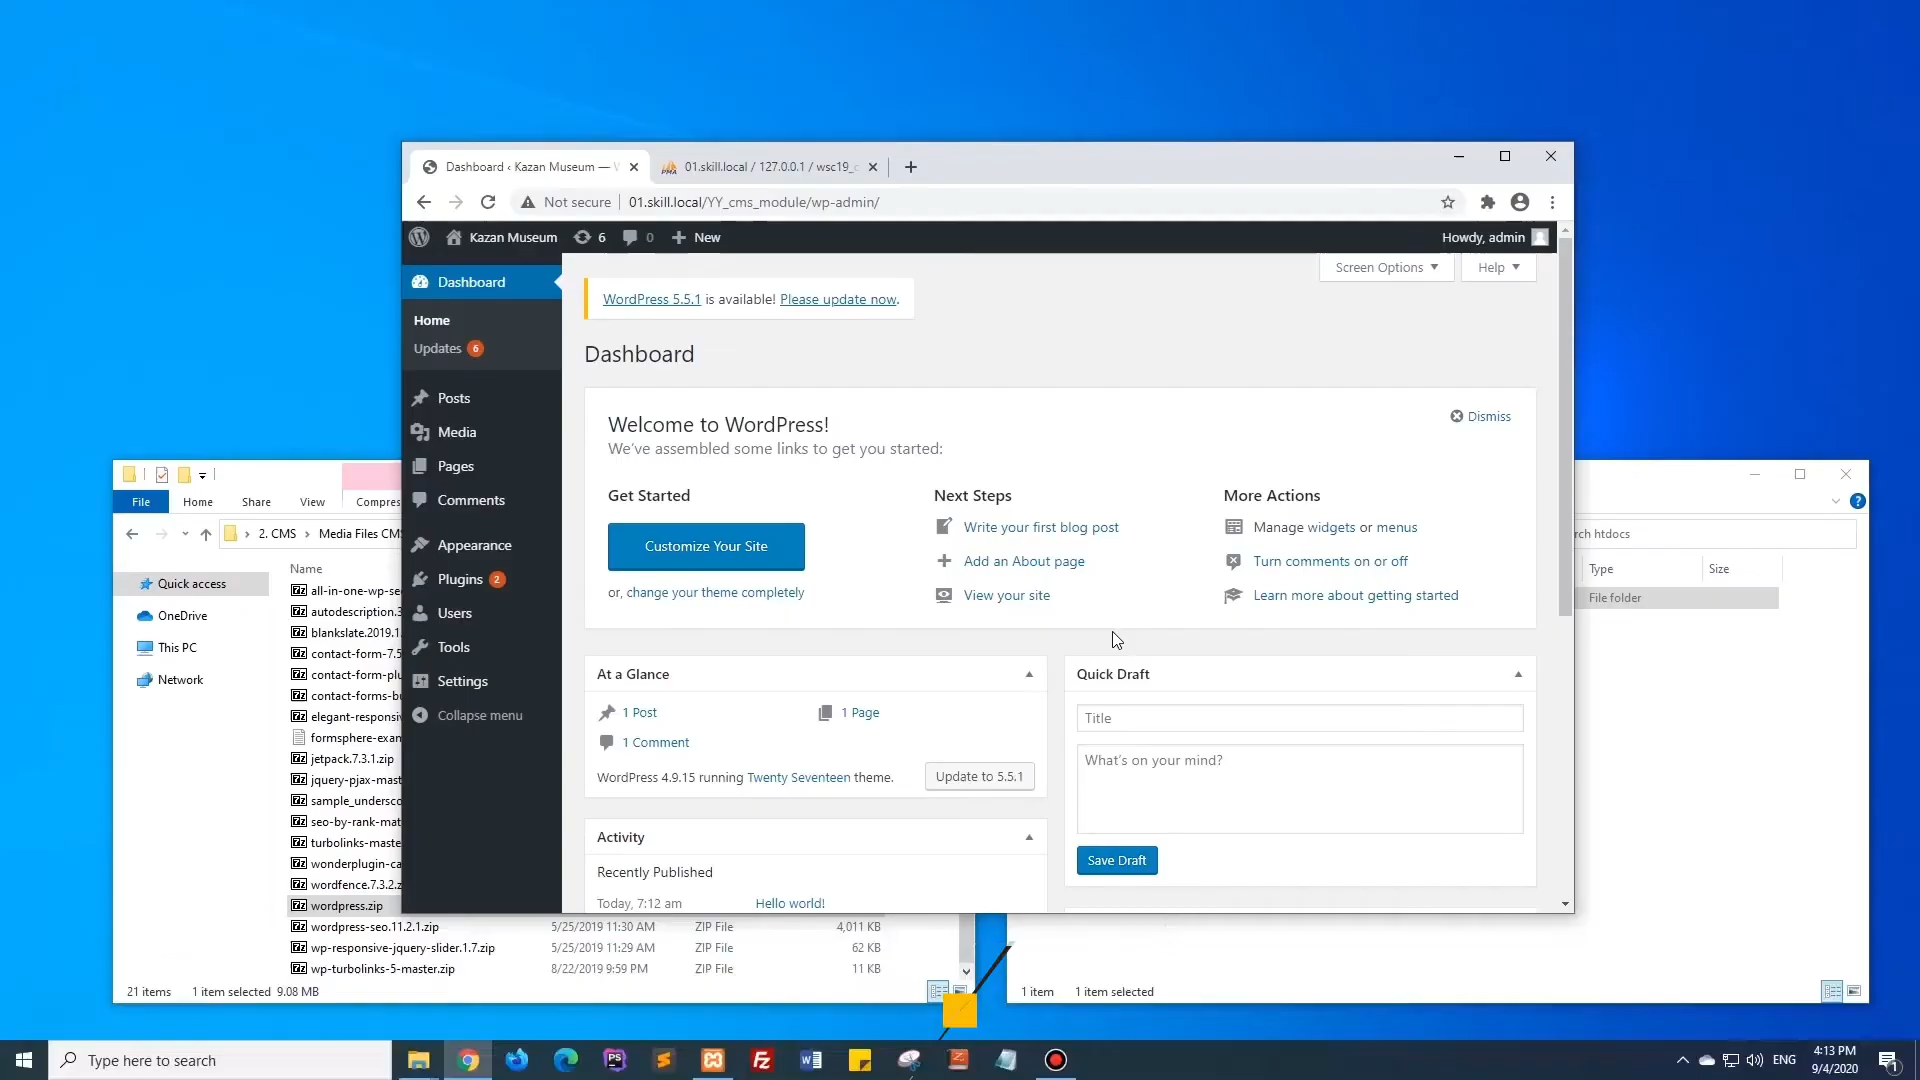 Dashboard ‹ Kazan Museum — W
01.skill.local / 127.0.0.1 / wsc19_c
Not secure
01.skill.local/YY_cms_module/wp-admin/
Kazan Museum
6
0
New
Howdy, admin
Screen Options
Help
Dashboard
Home
Updates 6
Posts
Media
Pages
Comments
Appearance
Plugins 2
Users
Tools
Settings
Collapse menu
WordPress 5.5.1 is available! Please update now.
Dashboard
Welcome to WordPress!
We've assembled some links to get you started:
Dismiss
Get Started
Customize Your Site
or, change your theme completely
Next Steps
Write your first blog post
Add an About page
View your site
More Actions
Manage widgets or menus
Turn comments on or off
Learn more about getting started
At a Glance
1 Post
1 Page
1 Comment
WordPress 4.9.15 running Twenty Seventeen theme.
Update to 5.5.1
Activity
Recently Published
Today, 7:12 am
Hello world!
Quick Draft
Title
What's on your mind?
Save Draft
File
Home
Share
View
Compres
2. CMS
Media Files CM
Quick access
OneDrive
This PC
Network
Name
all-in-one-wp-se
autodescription.3
blankslate.2019.1
contact-form-7.5
contact-form-plu
contact-forms-bu
elegant-responsiv
formsphere-exam
jetpack.7.3.1.zip
jquery-pjax-mast
sample_undersco
seo-by-rank-mat
turbolinks-maste
wonderplugin-ca
wordfence.7.3.2.z
wordpress.zip
wordpress-seo.11.2.1.zip 5/25/2019 11:30 AM ZIP File 4,011 KB
wp-responsive-jquery-slider.1.7.zip 5/25/2019 11:29 AM ZIP File 62 KB
wp-turbolinks-5-master.zip 8/22/2019 9:59 PM ZIP File 11 KB
21 items
1 item selected 9.08 MB
rch htdocs
Type
Size
File folder
1 item
1 item selected
Type here to search
ENG
4:13 PM
9/4/2020
1